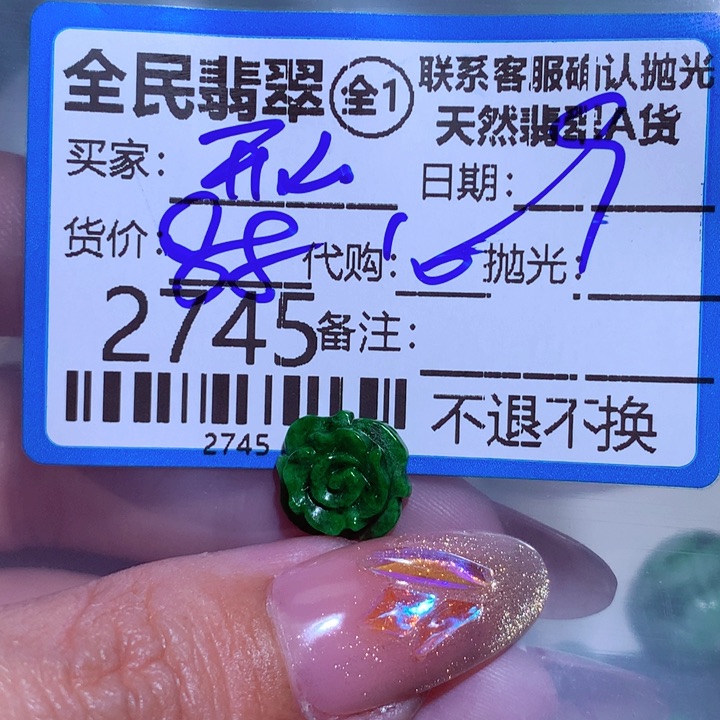 全民翡翠 全1 联系客服确认抛光
天然翡翠A货
买家： 开心 日期：
货价：88 代购： 抛光：
2745 备注：
2745 不退不换